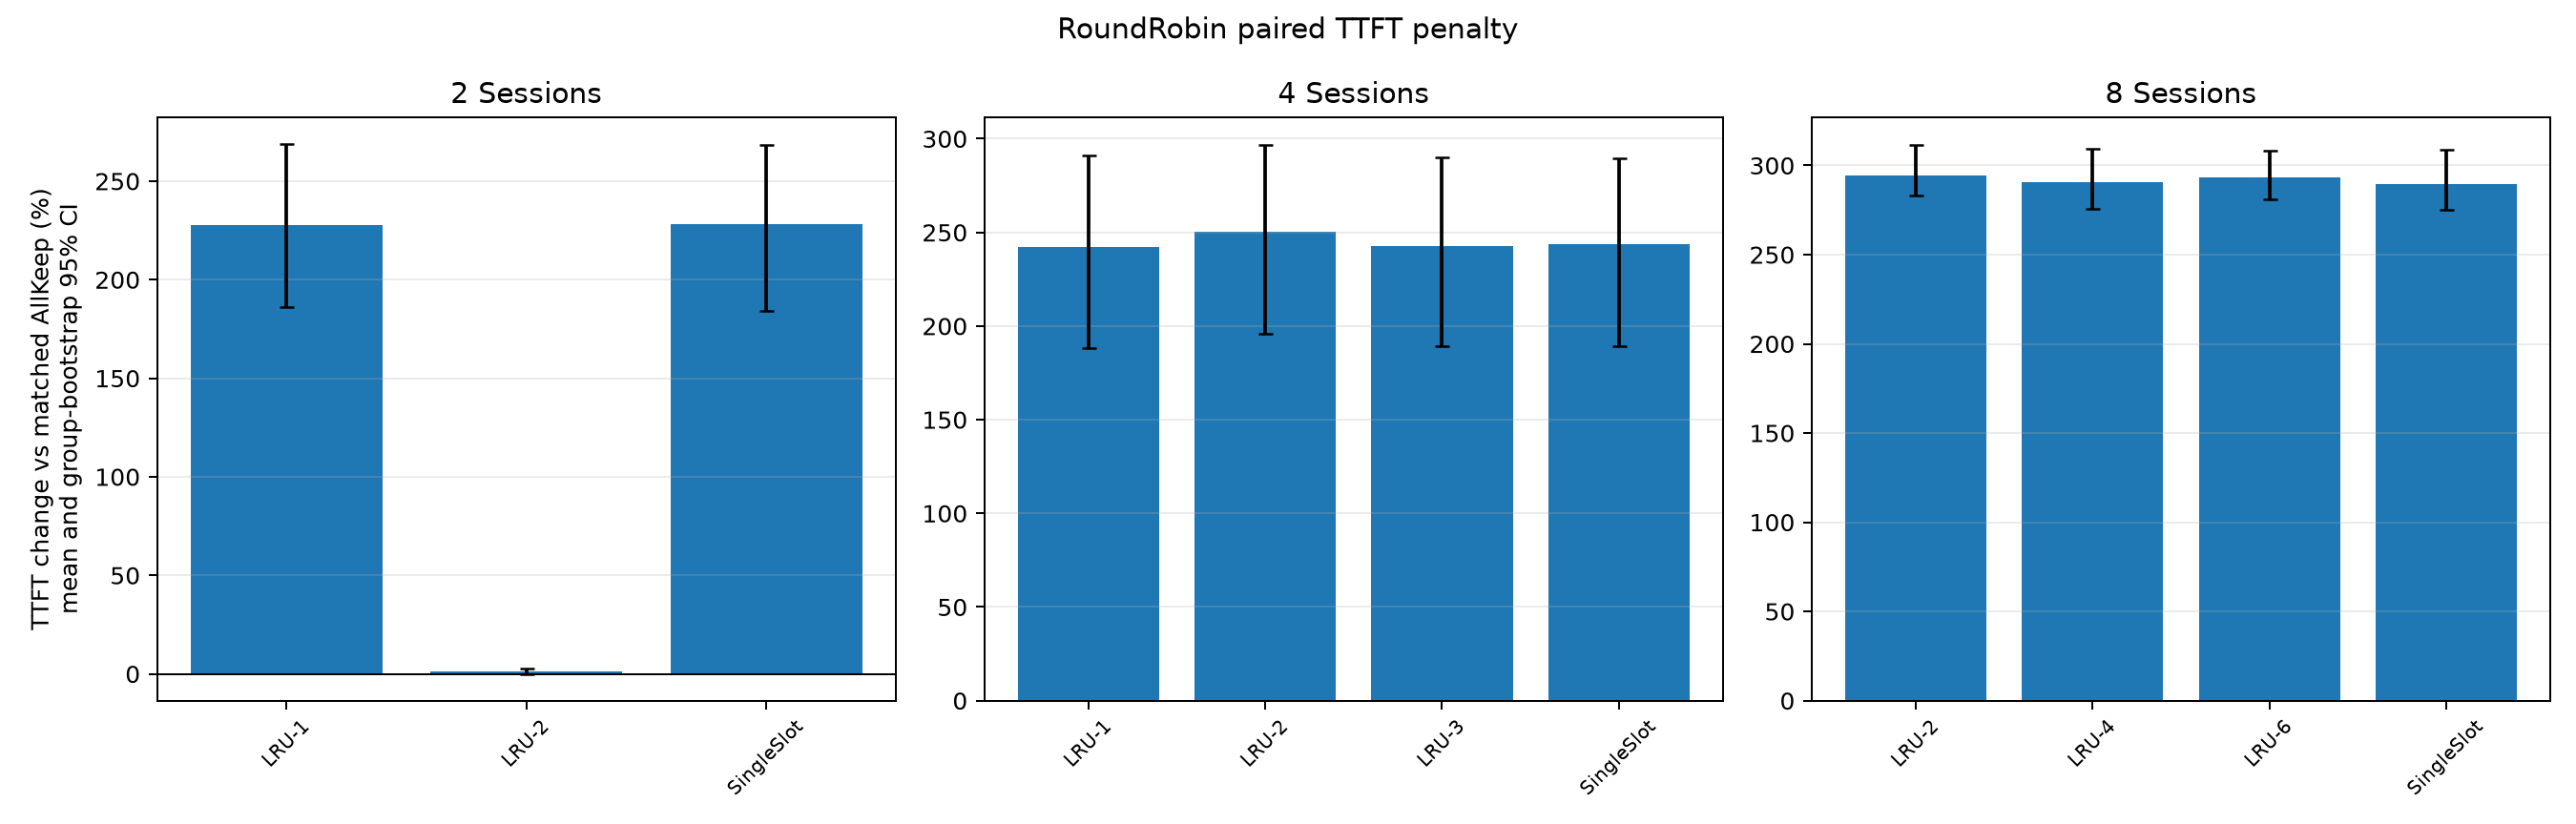 RoundRobin paired TTFT penalty
2 Sessions
TTFT change vs matched AllKeep (%)
mean and group-bootstrap 95% CI
250
200
150
100
50
0
LRU-1
LRU-2
SingleSlot
4 Sessions
300
250
200
150
100
50
0
LRU-1
LRU-2
LRU-3
SingleSlot
8 Sessions
300
250
200
150
100
50
0
LRU-2
LRU-4
LRU-6
SingleSlot